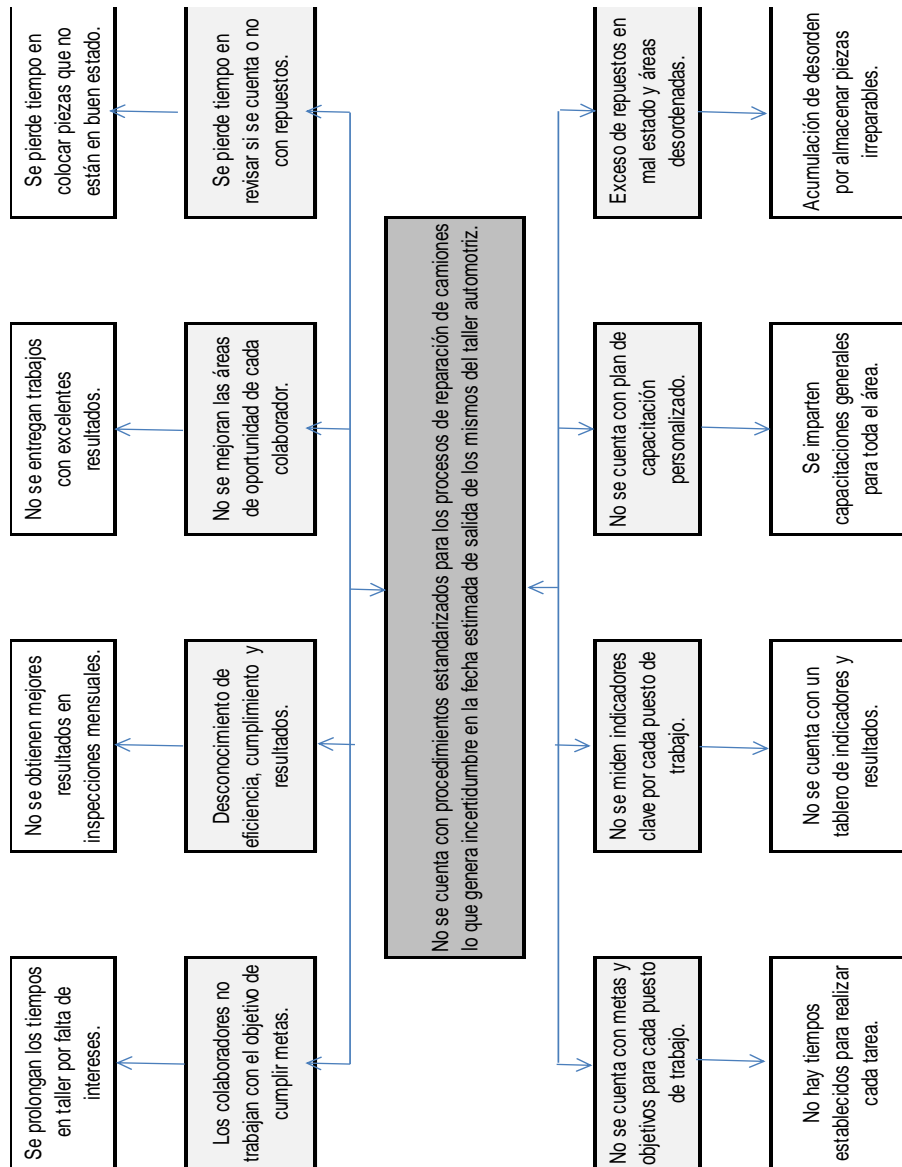 Se prolongan los tiempos
en taller por falta de
intereses.
No se obtienen mejores
resultados en
inspecciones mensuales.
No se entregan trabajos
con excelentes
resultados.
Se pierde tiempo en
colocar piezas que no
están en buen estado.
Los colaboradores no
trabajan con el objetivo de
cumplir metas.
Desconocimiento de
eficiencia, cumplimiento y
resultados.
No se mejoran las áreas
de oportunidad de cada
colaborador.
Se pierde tiempo en
revisar si se cuenta o no
con repuestos.
No se cuenta con procedimientos estandarizados para los procesos de reparación de camiones
lo que genera incertidumbre en la fecha estimada de salida de los mismos del taller automotriz.
No se cuenta con metas y
objetivos para cada puesto
de trabajo.
No se miden indicadores
clave por cada puesto de
trabajo.
No se cuenta con plan de
capacitación
personalizado.
Exceso de repuestos en
mal estado y áreas
desordenadas.
No hay tiempos
establecidos para realizar
cada tarea.
No se cuenta con un
tablero de indicadores y
resultados.
Se imparten
capacitaciones generales
para toda el área.
Acumulación de desorden
por almacenar piezas
irreparables.